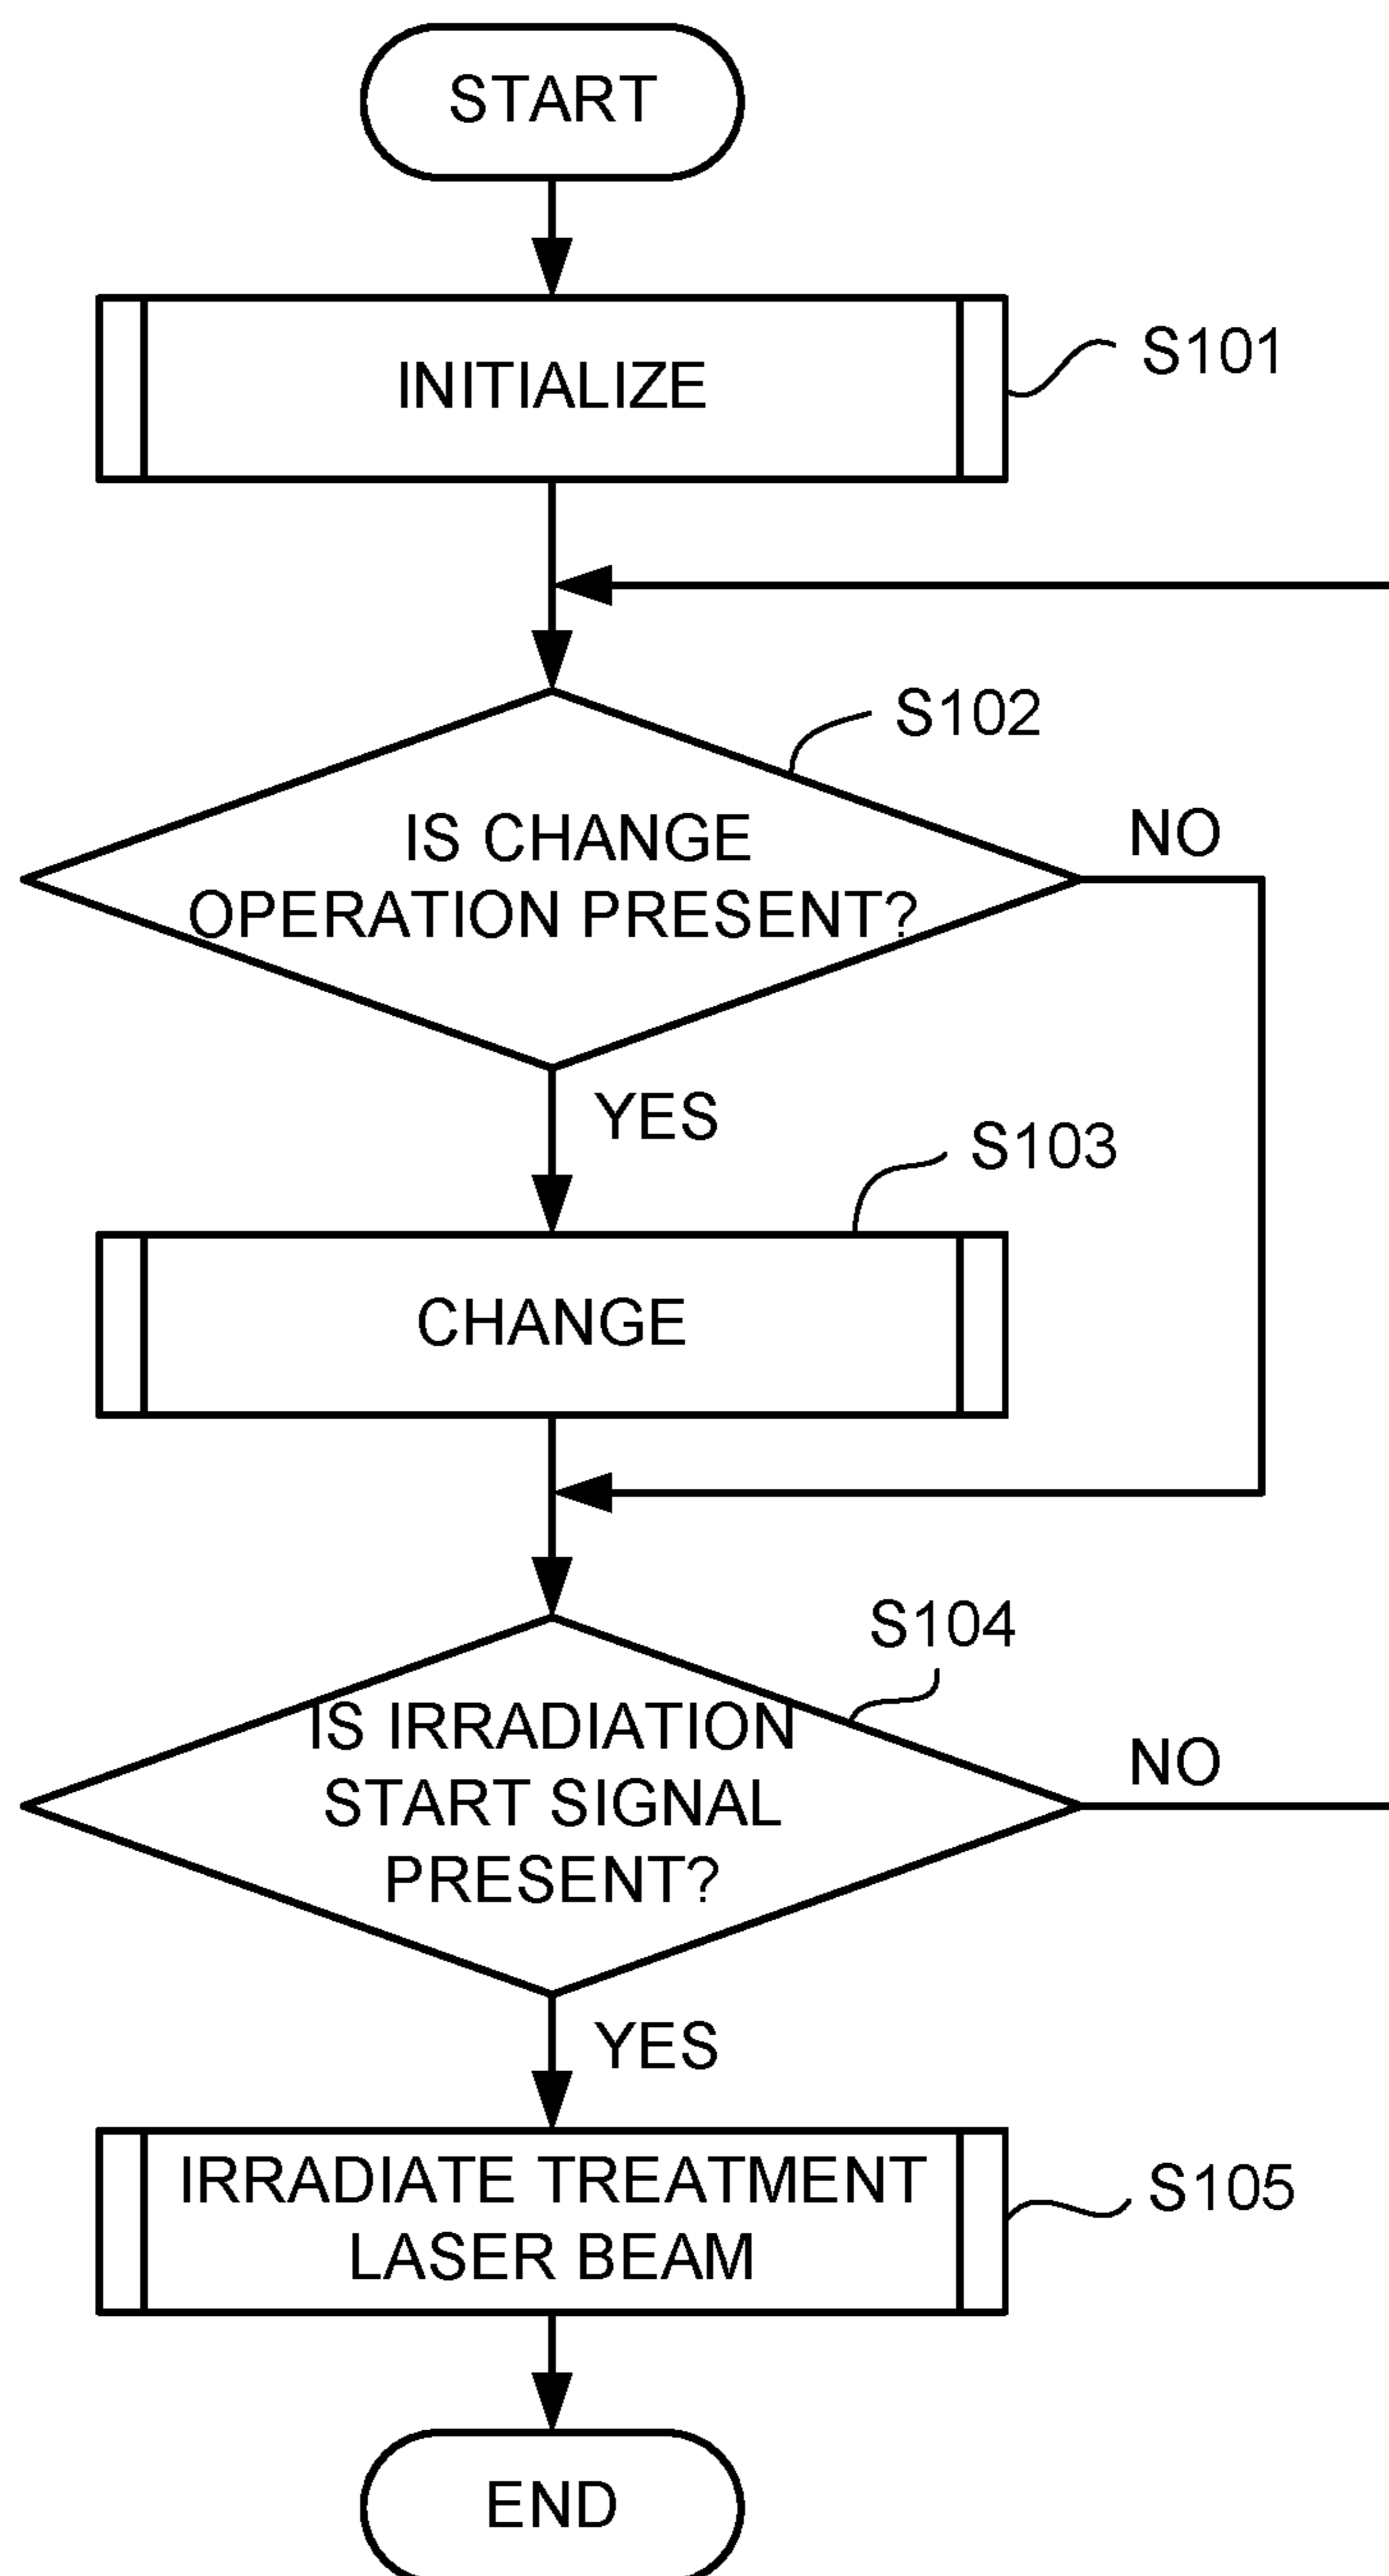 START
INITIALIZE
S101
S102
IS CHANGE
OPERATION PRESENT?
NO
YES
S103
CHANGE
S104
IS IRRADIATION
START SIGNAL
PRESENT?
NO
YES
IRRADIATE TREATMENT
LASER BEAM
S105
END